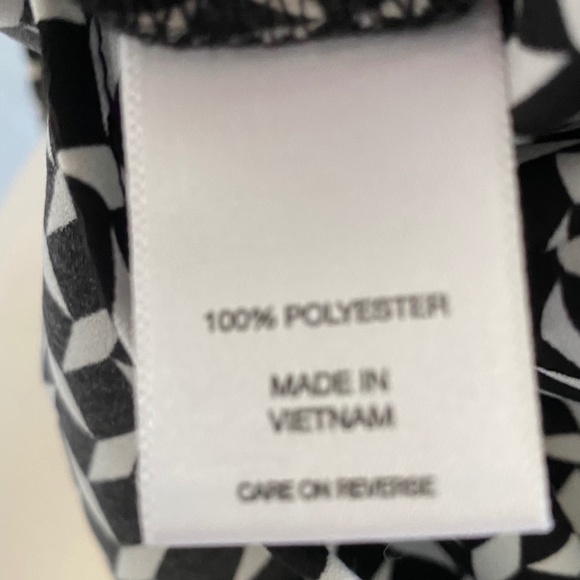 100% POLYESTER
MADE IN
VIETNAM
CARE ON REVERSE